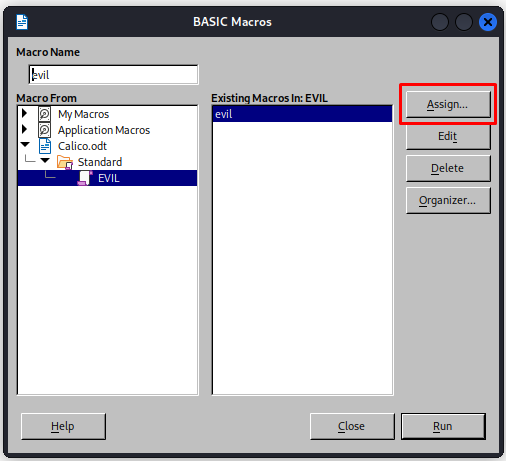 BASIC Macros
Macro Name
evil
Macro From
Existing Macros In: EVIL
My Macros
Application Macros
Calico.odt
Standard
EVIL
evil
Assign...
Edit
Delete
Organizer...
Help
Close
Run